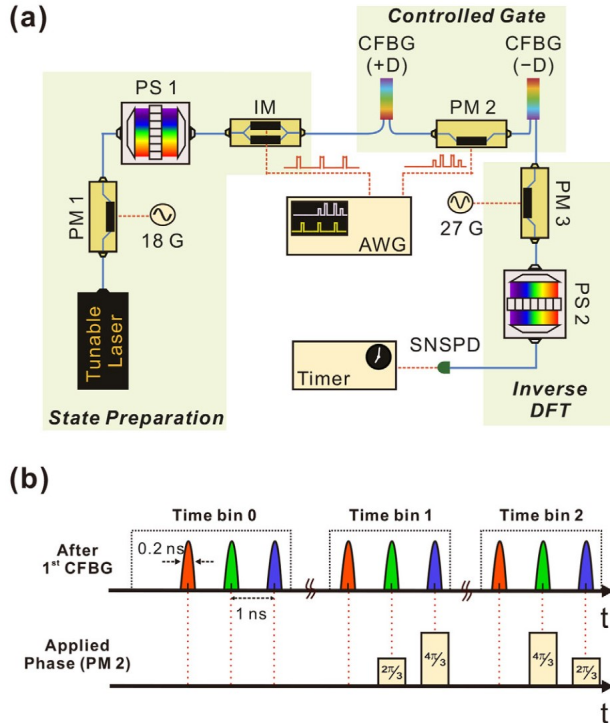 (a)
Controlled Gate
CFBG
(+D)
CFBG
(−D)
PS 1
IM
PM 2
PM 1
18 G
AWG
27 G
PM 3
Tunable
Laser
PS 2
SNSPD
Timer
State Preparation
Inverse
DFT
(b)
Time bin 0
Time bin 1
Time bin 2
After
1st CFBG
0.2 ns
1 ns
t
Applied
Phase (PM 2)
2π/3
4π/3
4π/3
2π/3
t